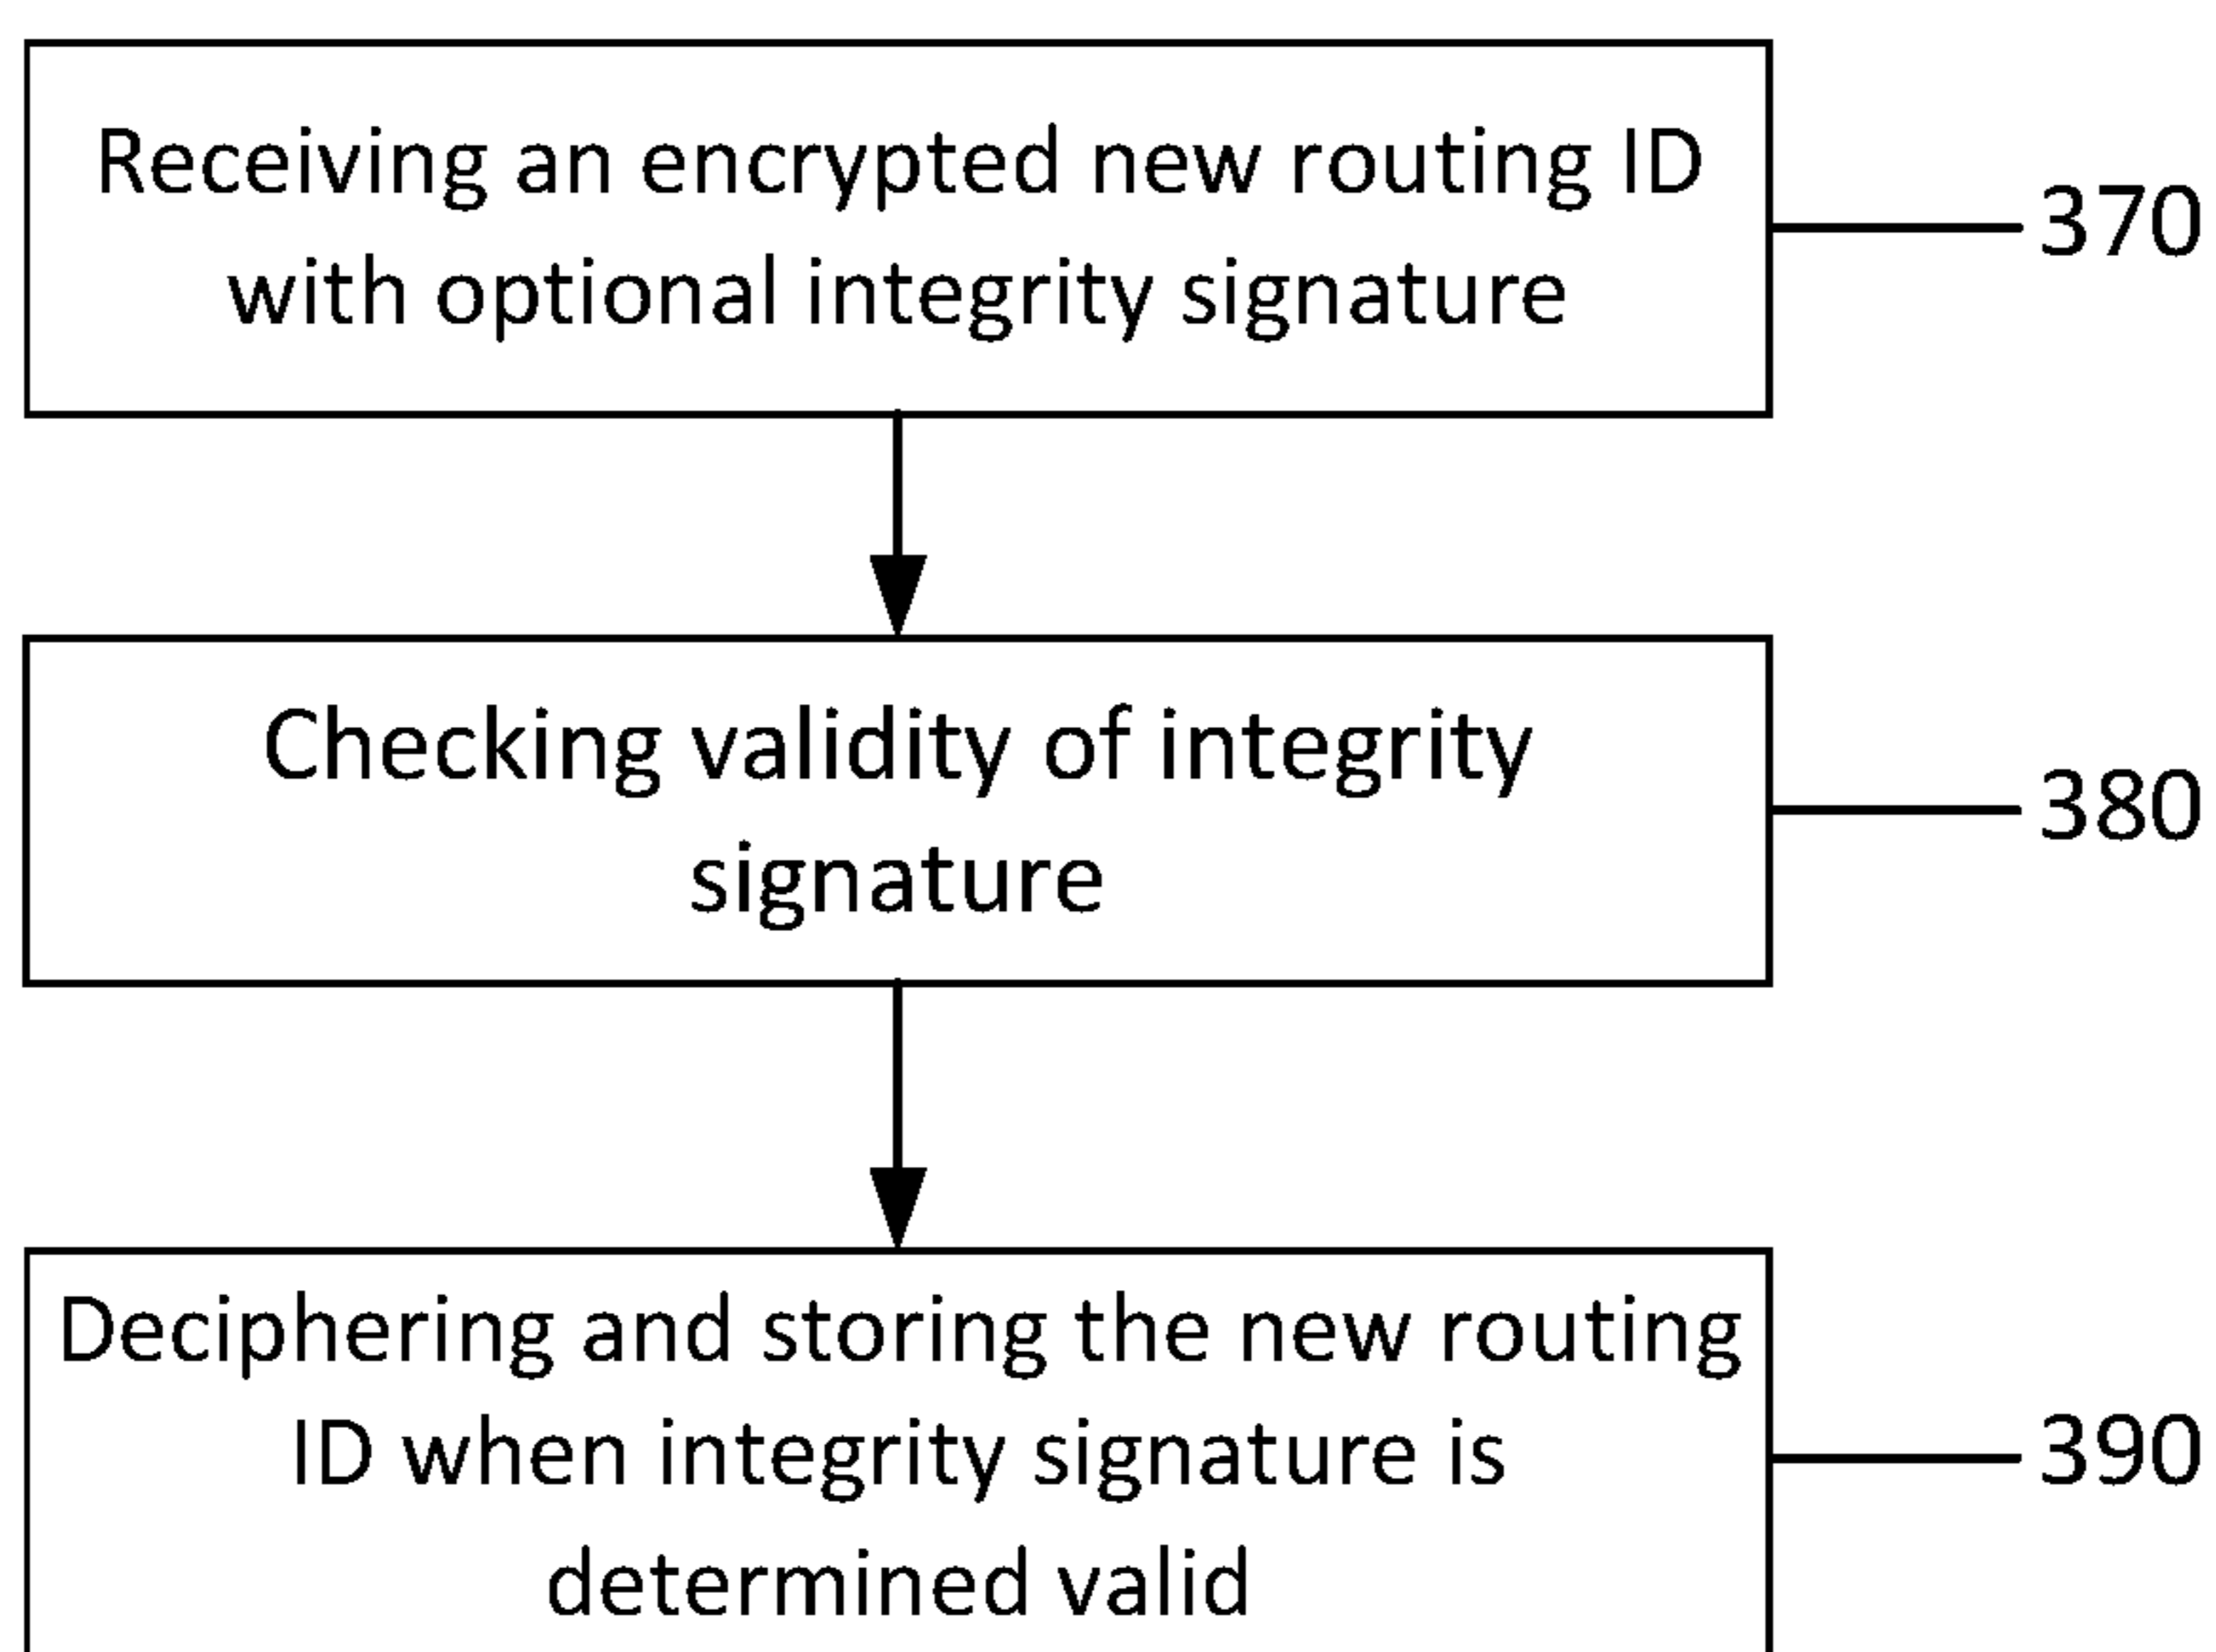 Receiving an encrypted new routing ID
with optional integrity signature
370
Checking validity of integrity
signature
380
Deciphering and storing the new routing
ID when integrity signature is
determined valid
390